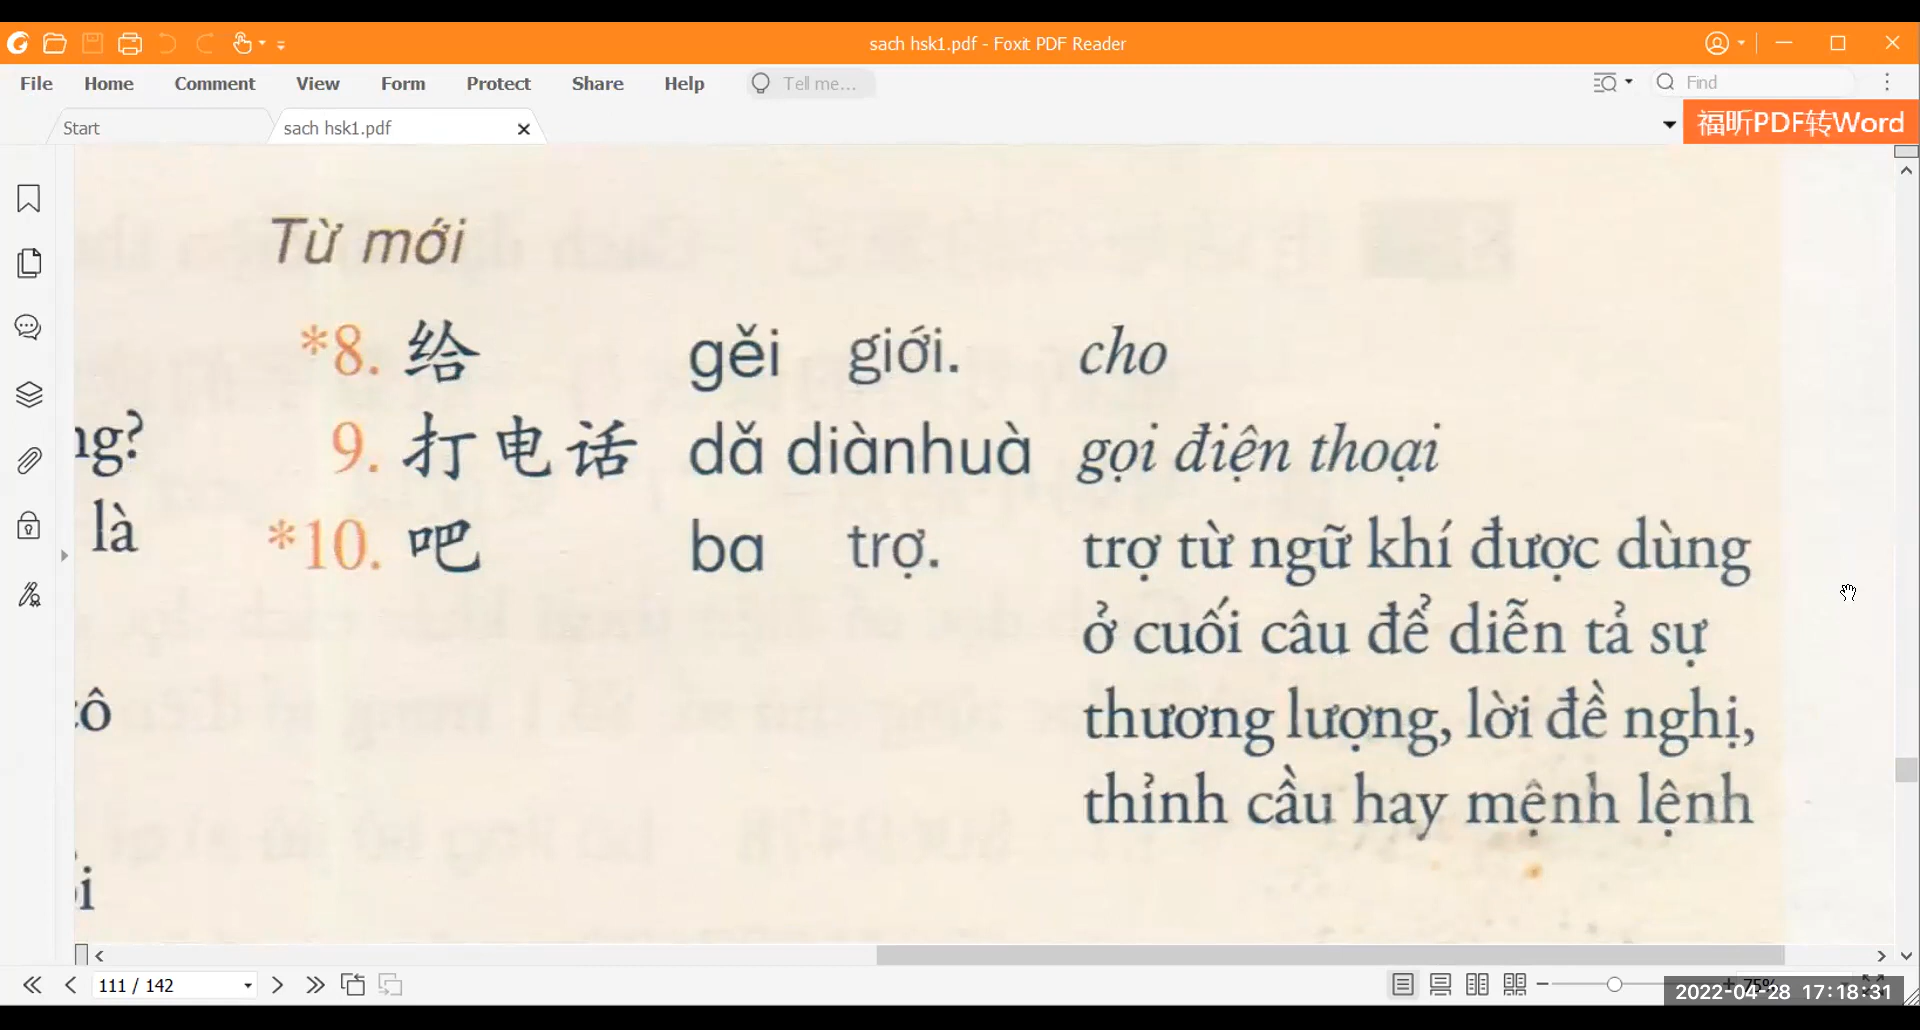 sach hsk1.pdf - Foxit PDF Reader
File Home Comment View Form Protect Share Help Tell me... Find
Start sach hsk1.pdf 福昕PDF转Word
Từ mới
*8. 给 gěi giới. cho
9. 打电话 dǎ diànhuà gọi điện thoại
*10. 吧 ba trợ. trợ từ ngữ khí được dùng
ở cuối câu để diễn tả sự
thương lượng, lời đề nghị,
thỉnh cầu hay mệnh lệnh
ng?
là
ô
i
111 / 142
75%
2022-04-28 17:18:31